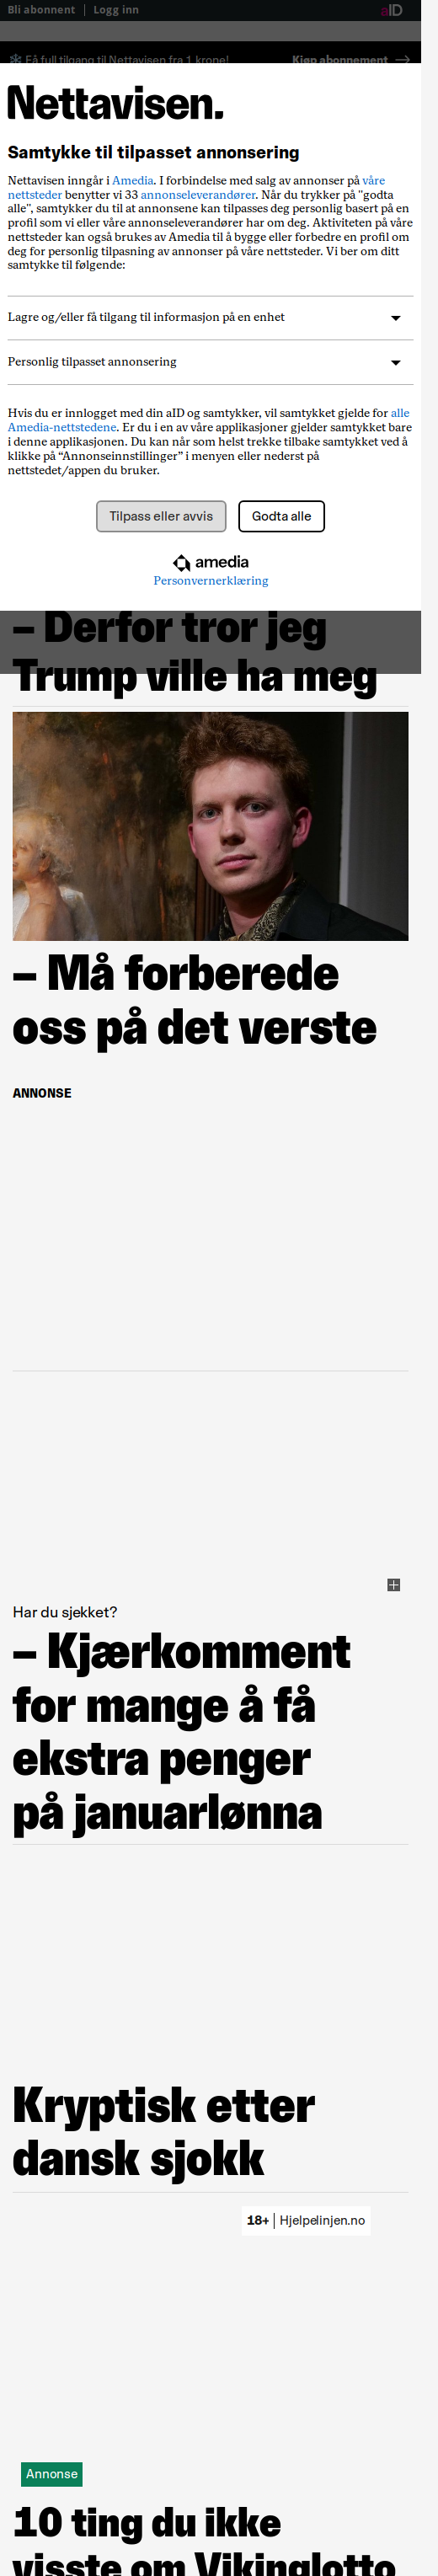 Bli abonnent | Logg inn
aID
Få full tilgang til Nettavisen fra 1 krone!
Kjøp abonnement
Nettavisen.
Samtykke til tilpasset annonsering
Nettavisen inngår i Amedia. I forbindelse med salg av annonser på våre
nettsteder benytter vi 33 annonseleverandører. Når du trykker på "godta
alle", samtykker du til at annonsene kan tilpasses deg personlig basert på en
profil som vi eller våre annonseleverandører har om deg. Aktiviteten på våre
nettsteder kan også brukes av Amedia til å bygge eller forbedre en profil om
deg for personlig tilpasning av annonser på våre nettsteder. Vi ber om ditt
samtykke til følgende:
Lagre og/eller få tilgang til informasjon på en enhet
Personlig tilpasset annonsering
Hvis du er innlogget med din aID og samtykker, vil samtykket gjelde for alle
Amedia-nettstedene. Er du i en av våre applikasjoner gjelder samtykket bare
i denne applikasjonen. Du kan når som helst trekke tilbake samtykket ved å
klikke på “Annonseinnstillinger” i menyen eller nederst på
nettstedet/appen du bruker.
Tilpass eller avvis
Godta alle
amedia
Personvernerklæring
– Derfor tror jeg
Trump ville ha meg
– Må forberede
oss på det verste
ANNONSE
Har du sjekket?
– Kjærkomment
for mange å få
ekstra penger
på januarlønna
Kryptisk etter
dansk sjokk
18+ | Hjelpelinjen.no
Annonse
10 ting du ikke
visste om Vikinglotto